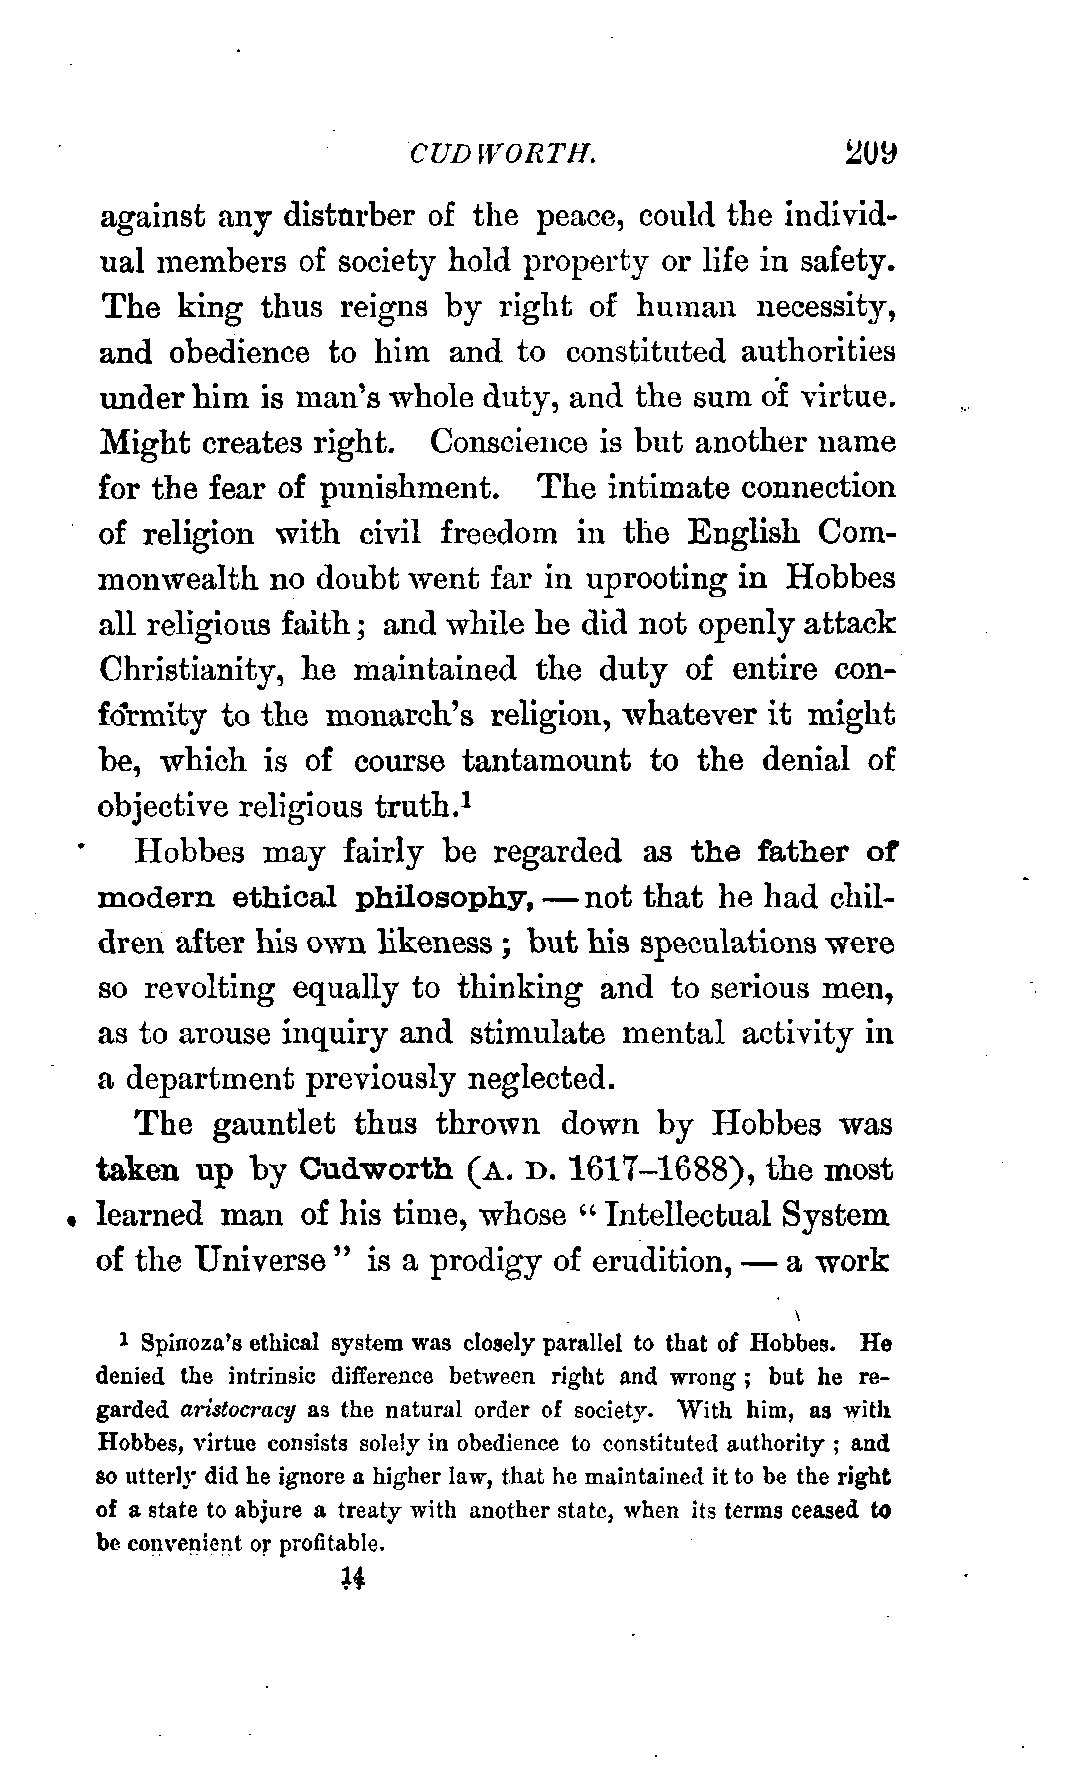 CUDWORTH. 209
against any disturber of the peace, could the individ-
ual members of society hold property or life in safety.
The king thus reigns by right of human necessity,
and obedience to him and to constituted authorities
under him is man's whole duty, and the sum of virtue.
Might creates right. Conscience is but another name
for the fear of punishment. The intimate connection
of religion with civil freedom in the English Com-
monwealth no doubt went far in uprooting in Hobbes
all religious faith; and while he did not openly attack
Christianity, he maintained the duty of entire con-
formity to the monarch's religion, whatever it might
be, which is of course tantamount to the denial of
objective religious truth.¹
Hobbes may fairly be regarded as the father of
modern ethical philosophy, — not that he had chil-
dren after his own likeness; but his speculations were
so revolting equally to thinking and to serious men,
as to arouse inquiry and stimulate mental activity in
a department previously neglected.
The gauntlet thus thrown down by Hobbes was
taken up by Cudworth (A. D. 1617–1688), the most
learned man of his time, whose "Intellectual System
of the Universe" is a prodigy of erudition, — a work
¹ Spinoza's ethical system was closely parallel to that of Hobbes. He
denied the intrinsic difference between right and wrong; but he re-
garded aristocracy as the natural order of society. With him, as with
Hobbes, virtue consists solely in obedience to constituted authority; and
so utterly did he ignore a higher law, that he maintained it to be the right
of a state to abjure a treaty with another state, when its terms ceased to
be convenient or profitable.
14